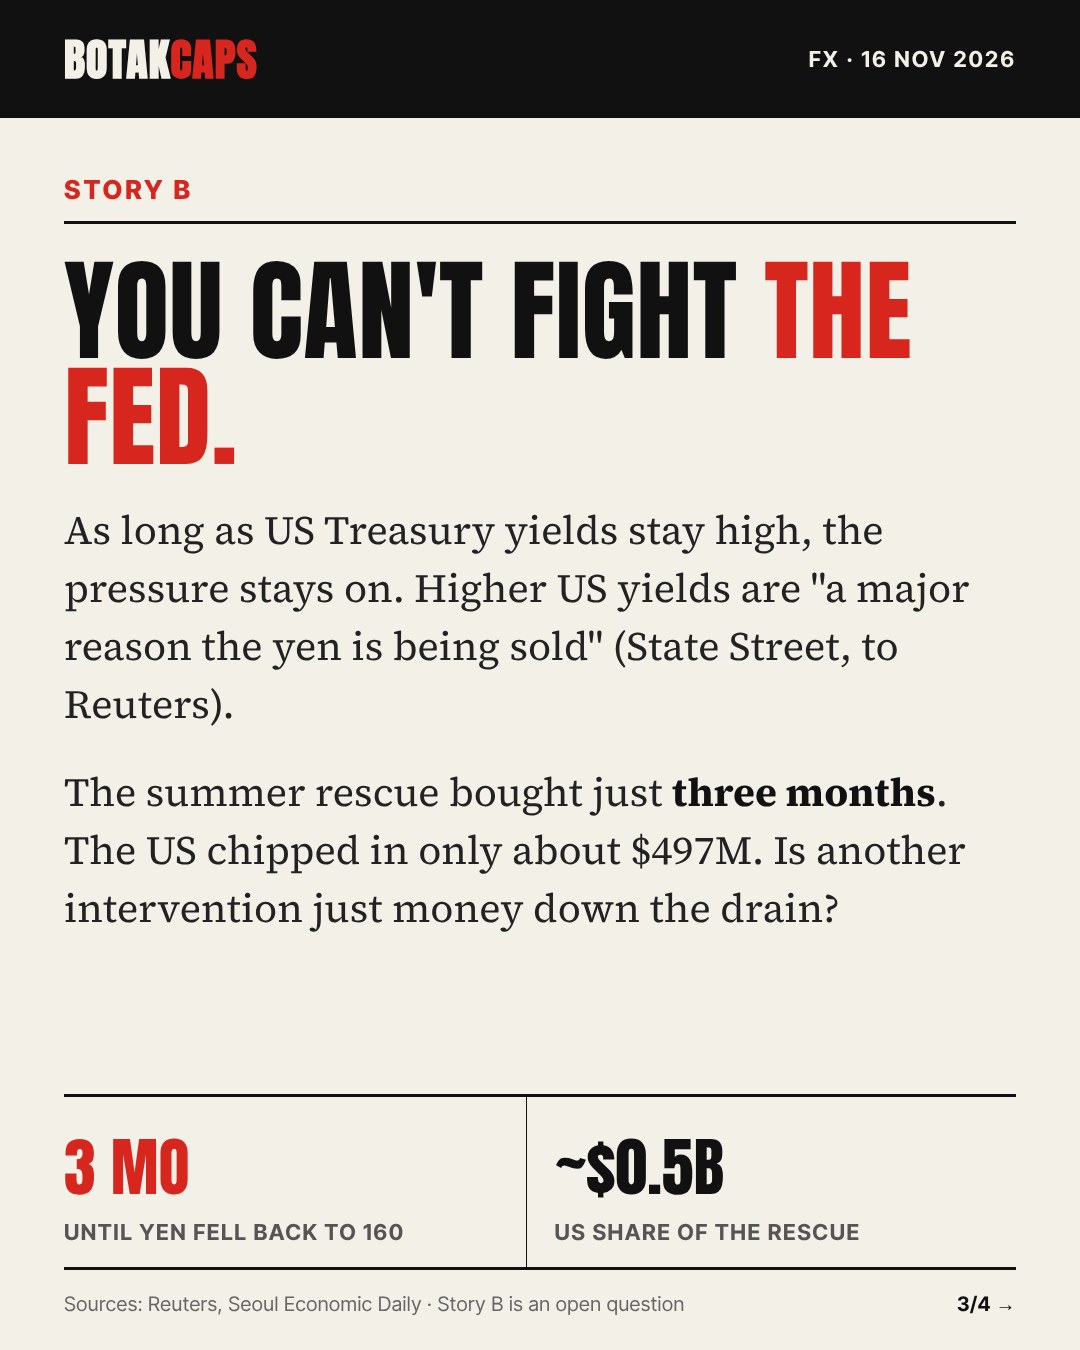 BOTAKCAPS
FX · 16 NOV 2026
STORY B
YOU CAN'T FIGHT THE
FED.
As long as US Treasury yields stay high, the
pressure stays on. Higher US yields are "a major
reason the yen is being sold" (State Street, to
Reuters).
The summer rescue bought just three months.
The US chipped in only about $497M. Is another
intervention just money down the drain?
3 MO
UNTIL YEN FELL BACK TO 160
~$0.5B
US SHARE OF THE RESCUE
Sources: Reuters, Seoul Economic Daily · Story B is an open question
3/4 →